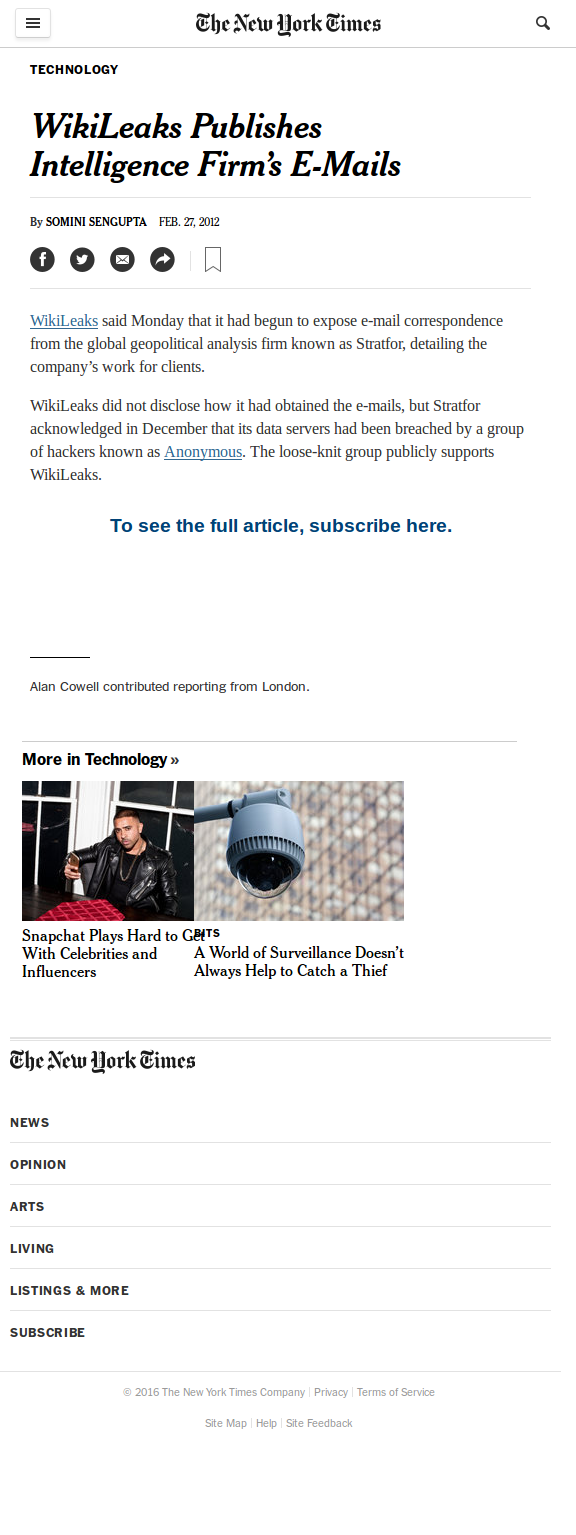 The New York Times
TECHNOLOGY
WikiLeaks Publishes
Intelligence Firm's E-Mails
By SOMINI SENGUPTA FEB. 27, 2012
WikiLeaks said Monday that it had begun to expose e-mail correspondence
from the global geopolitical analysis firm known as Stratfor, detailing the
company's work for clients.
WikiLeaks did not disclose how it had obtained the e-mails, but Stratfor
acknowledged in December that its data servers had been breached by a group
of hackers known as Anonymous. The loose-knit group publicly supports
WikiLeaks.
To see the full article, subscribe here.
Alan Cowell contributed reporting from London.
More in Technology »
Snapchat Plays Hard to Get
With Celebrities and
Influencers
BITS
A World of Surveillance Doesn't
Always Help to Catch a Thief
The New York Times
NEWS
OPINION
ARTS
LIVING
LISTINGS & MORE
SUBSCRIBE
© 2016 The New York Times Company | Privacy | Terms of Service
Site Map | Help | Site Feedback